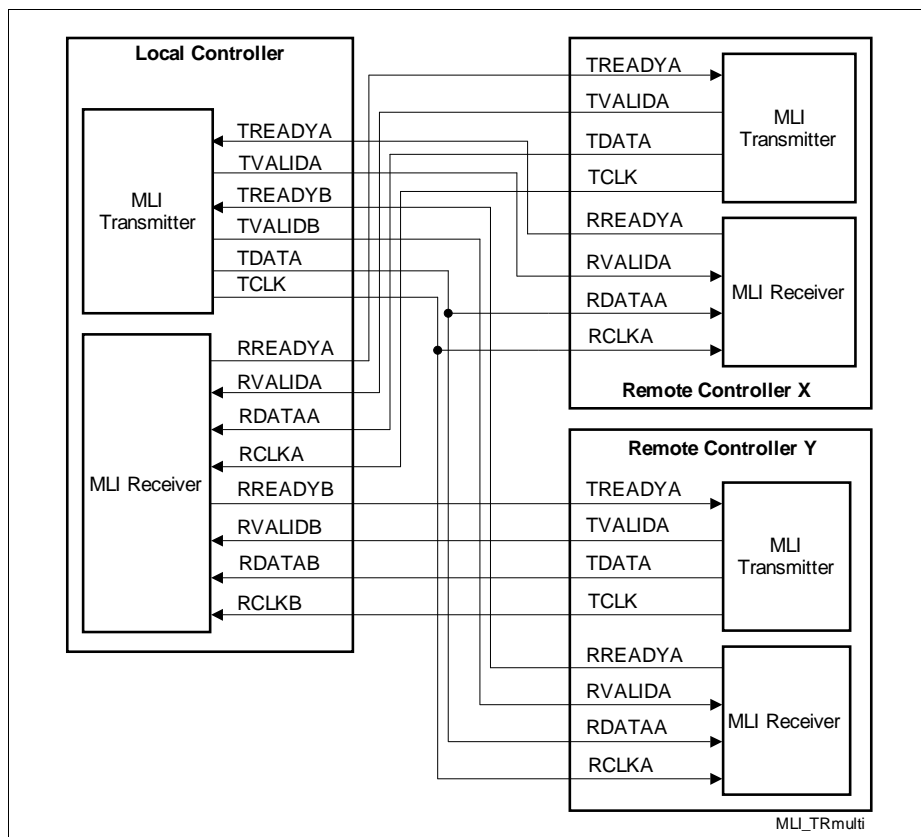 Local Controller
MLI
Transmitter
TREADYA
TVALIDA
TREADYB
TVALIDB
TDATA
TCLK
MLI Receiver
RREADYA
RVALIDA
RDATAA
RCLKA
RREADYB
RVALIDB
RDATAB
RCLKB
TREADYA
TVALIDA
TDATA
TCLK
MLI
Transmitter
RREADYA
RVALIDA
RDATAA
RCLKA
MLI Receiver
Remote Controller X
Remote Controller Y
TREADYA
TVALIDA
TDATA
TCLK
MLI
Transmitter
RREADYA
RVALIDA
RDATAA
RCLKA
MLI Receiver
MLI_TRmulti